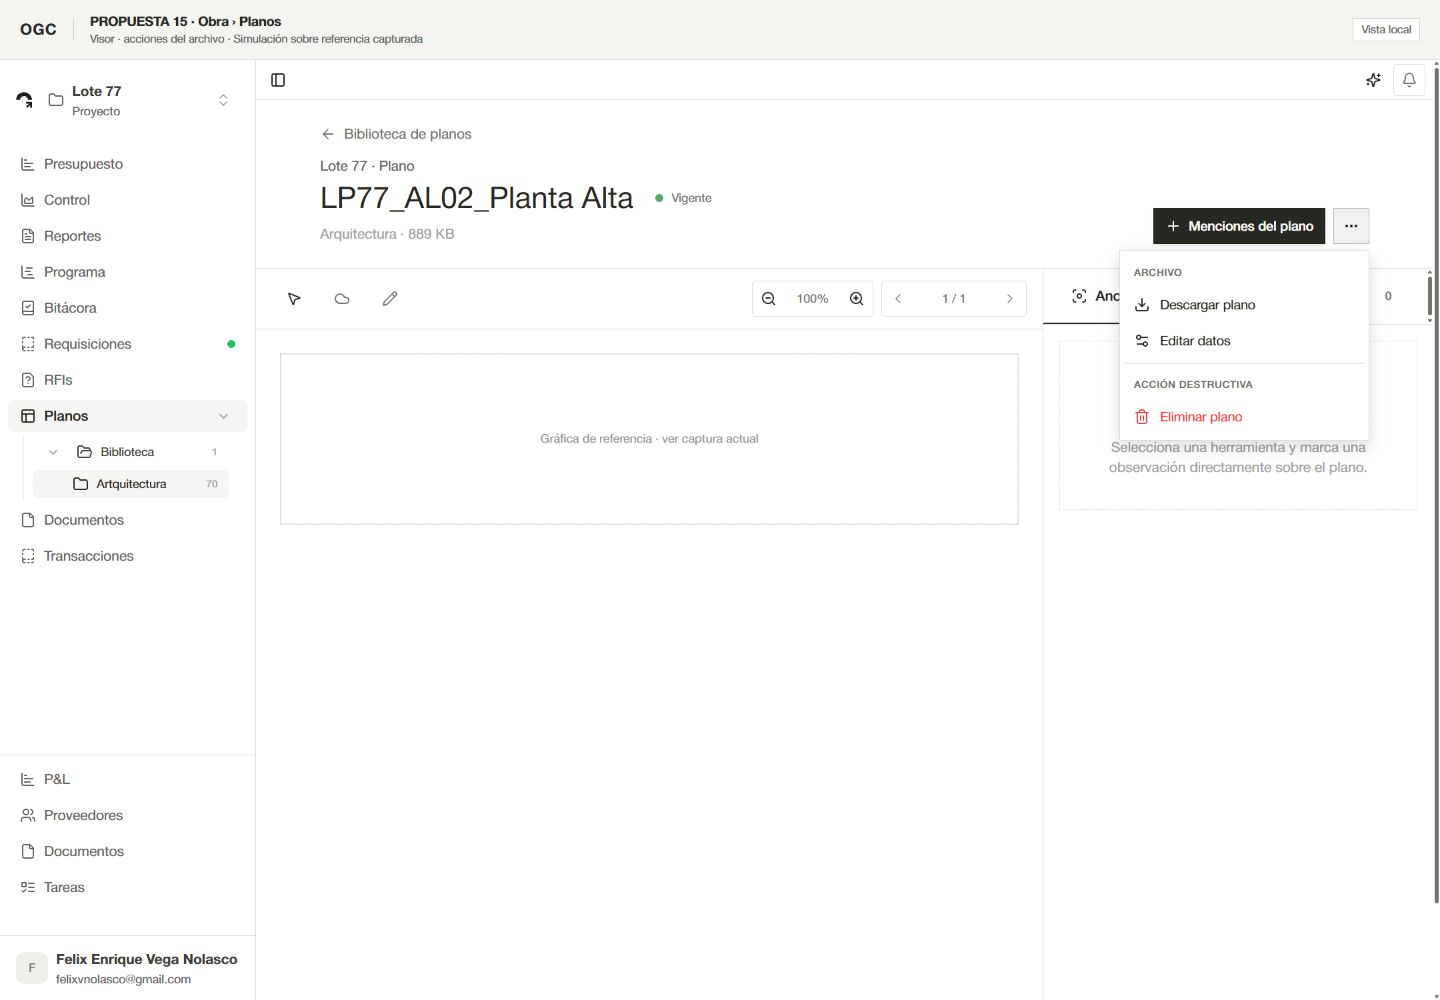 OGC
PROPUESTA 15 · Obra › Planos
Visor · acciones del archivo · Simulación sobre referencia capturada
Vista local
Lote 77
Proyecto
Presupuesto
Control
Reportes
Programa
Bitácora
Requisiciones
RFIs
Planos
Biblioteca 1
Artquitectura 70
Documentos
Transacciones
P&L
Proveedores
Documentos
Tareas
F
Felix Enrique Vega Nolasco
felixvnolasco@gmail.com
Biblioteca de planos
Lote 77 · Plano
LP77_AL02_Planta Alta
Vigente
Arquitectura · 889 KB
Menciones del plano
100%
1 / 1
Gráfica de referencia · ver captura actual
Ano
0
ARCHIVO
Descargar plano
Editar datos
ACCIÓN DESTRUCTIVA
Eliminar plano
Selecciona una herramienta y marca una
observación directamente sobre el plano.